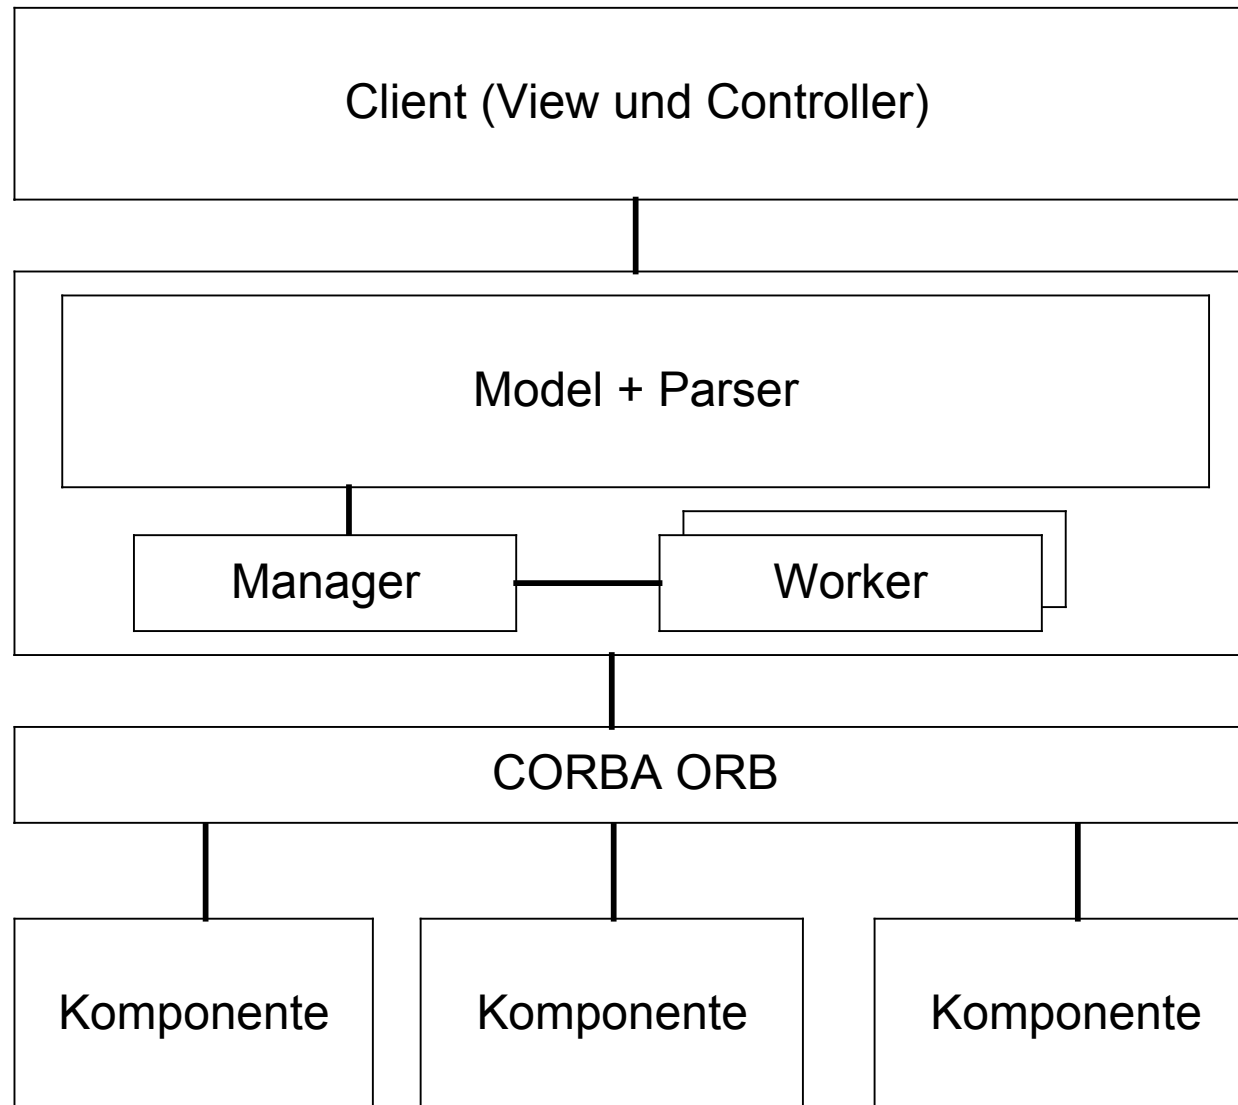 Client (View und Controller)
Model + Parser
Manager
Worker
CORBA ORB
Komponente
Komponente
Komponente